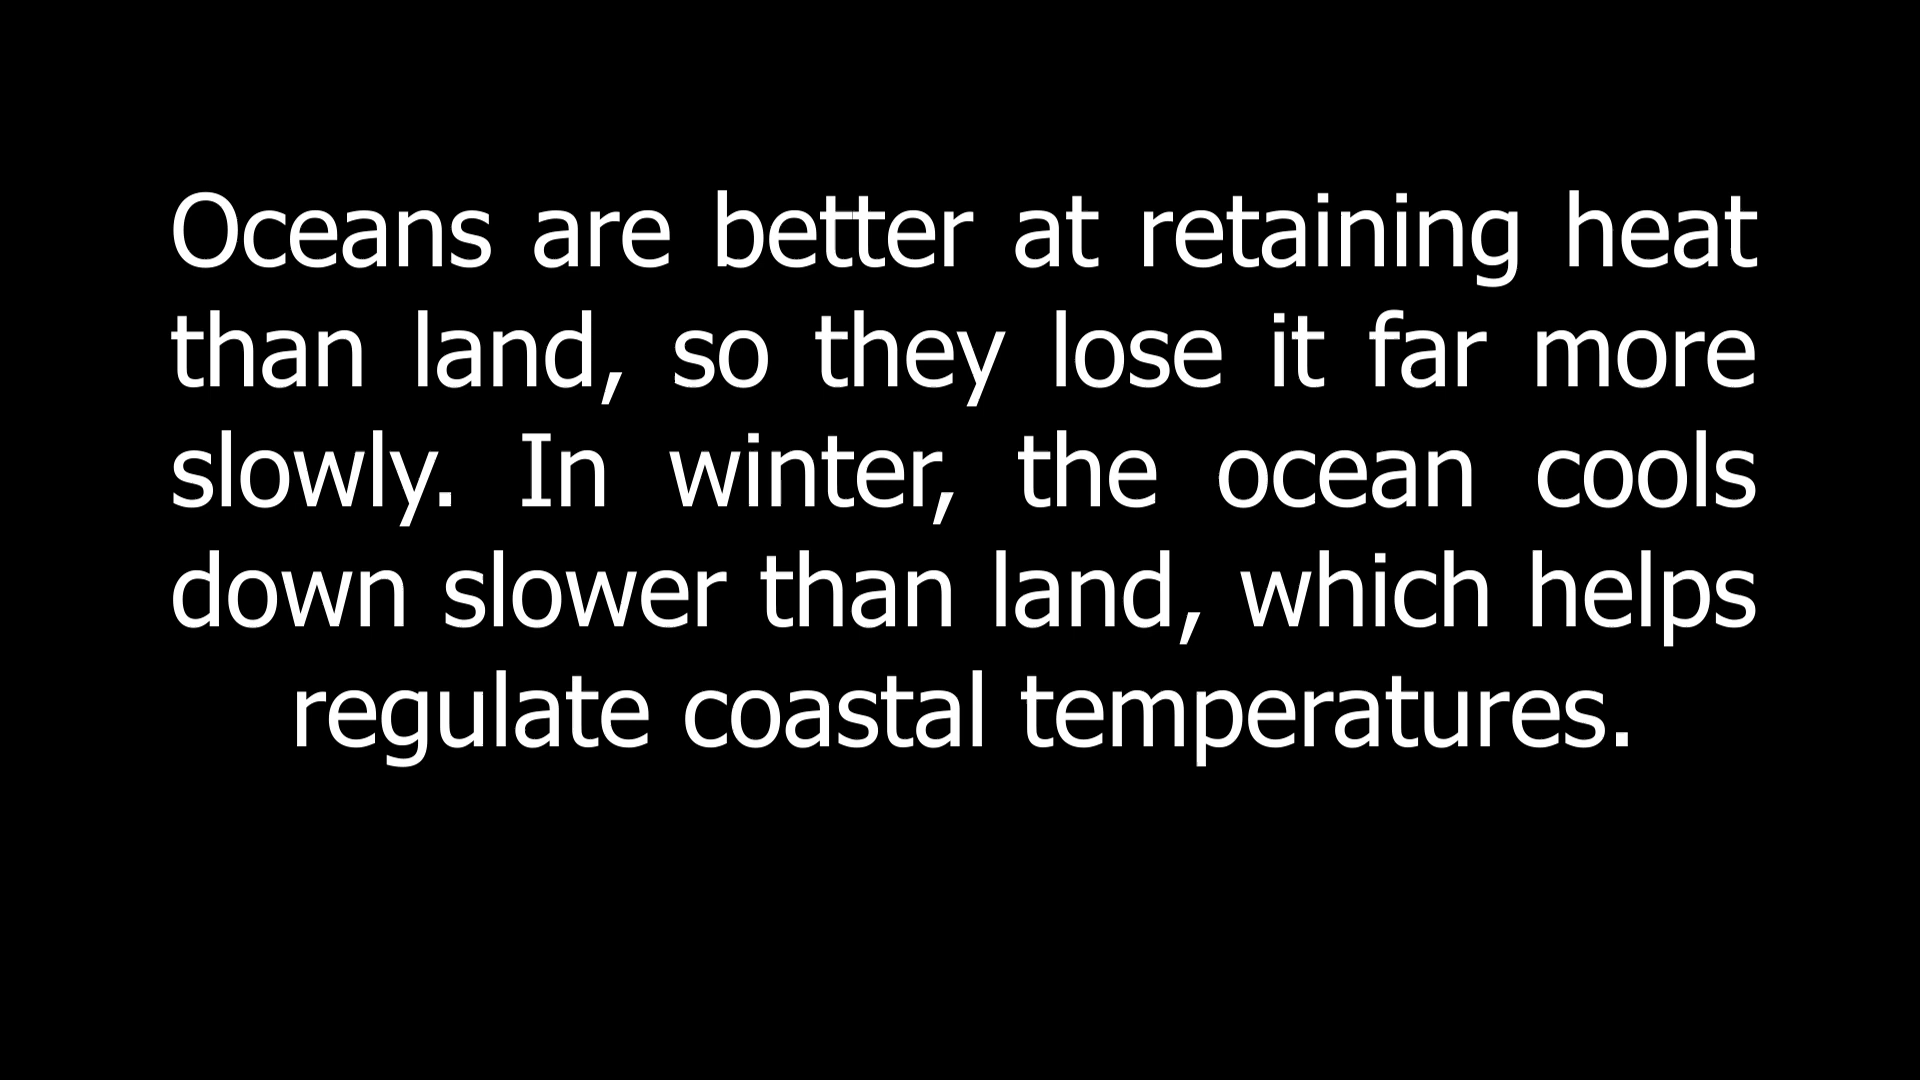 Oceans are better at retaining heat
than land, so they lose it far more
slowly. In winter, the ocean cools
down slower than land, which helps
regulate coastal temperatures.